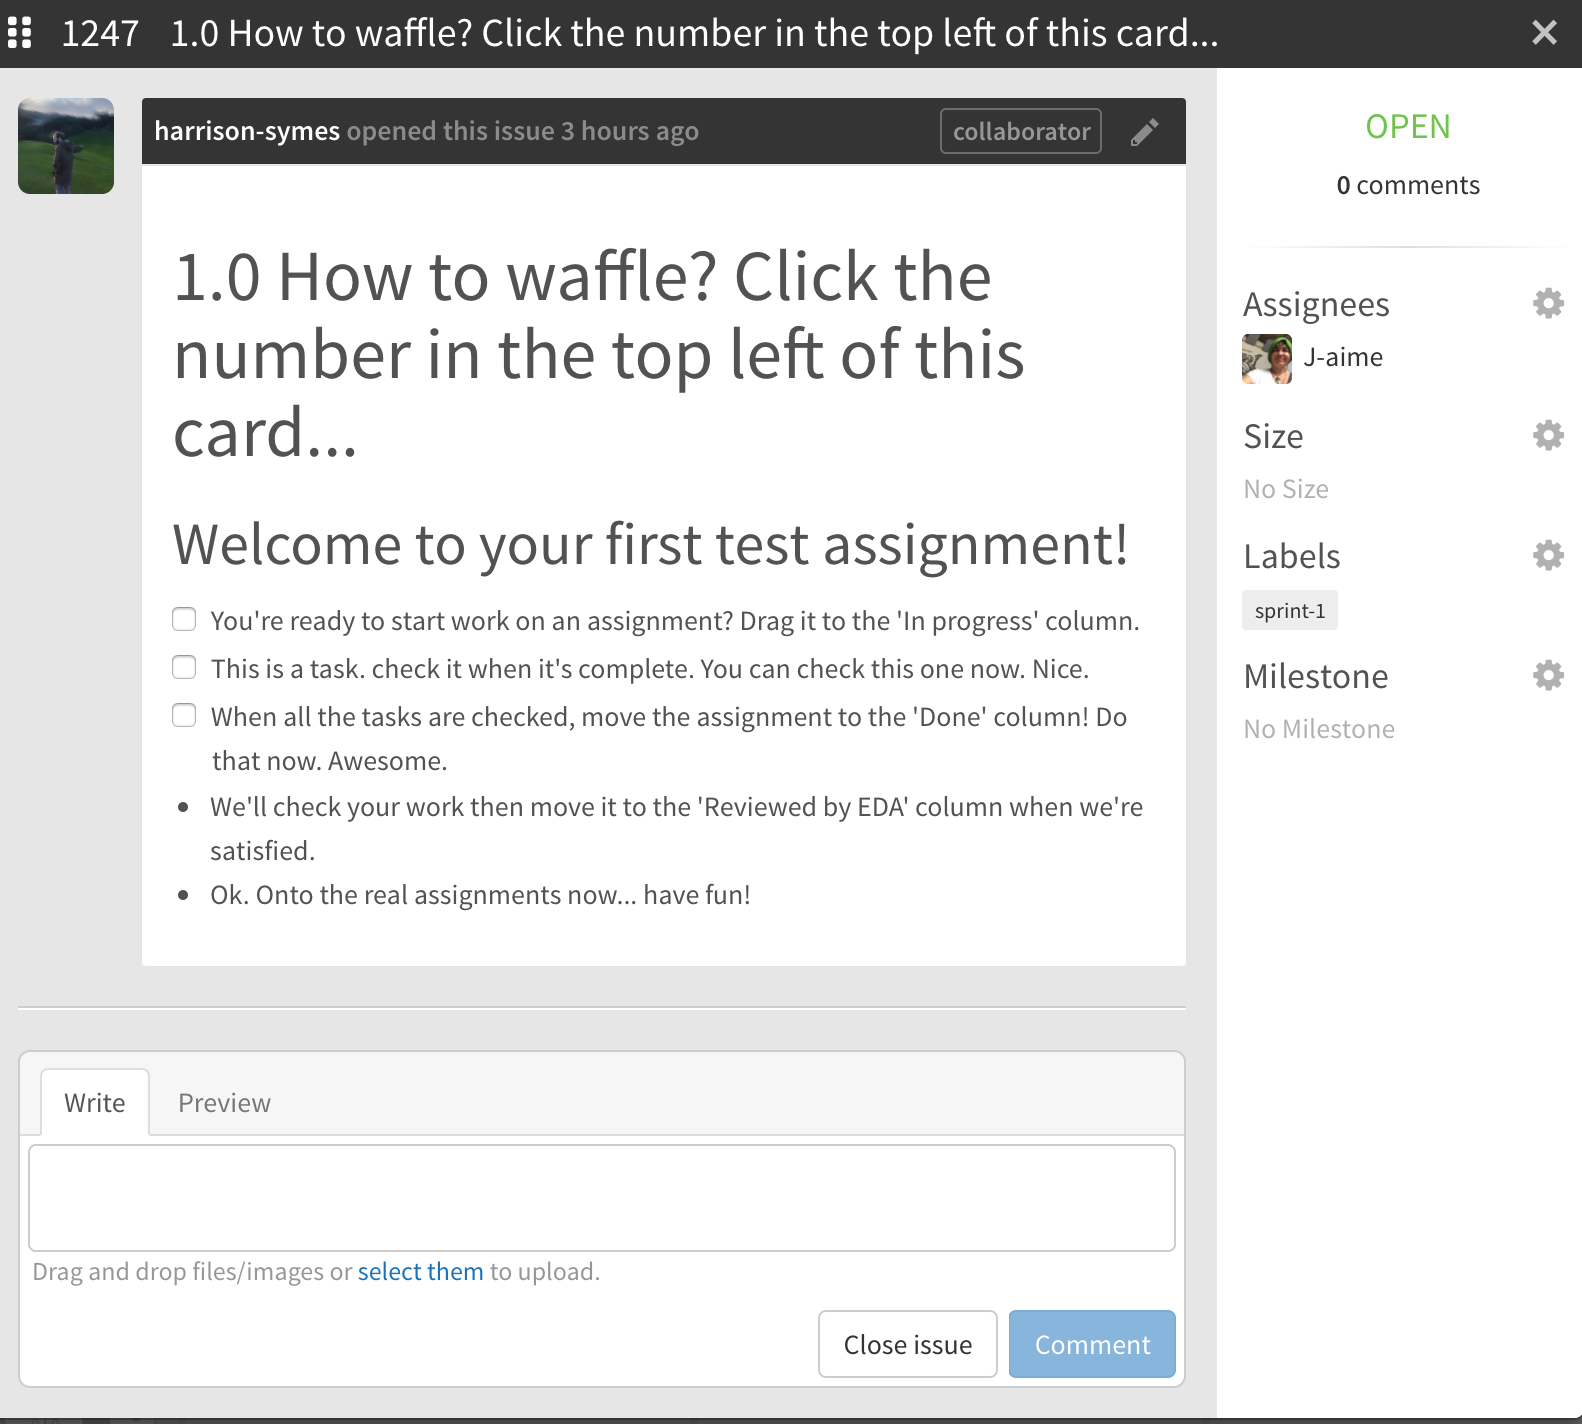 1247 1.0 How to waffle? Click the number in the top left of this card...
harrison-symes opened this issue 3 hours ago
collaborator
1.0 How to waffle? Click the
number in the top left of this
card...
Welcome to your first test assignment!
You're ready to start work on an assignment? Drag it to the 'In progress' column.
This is a task. check it when it's complete. You can check this one now. Nice.
When all the tasks are checked, move the assignment to the 'Done' column! Do
that now. Awesome.
We'll check your work then move it to the 'Reviewed by EDA' column when we're
satisfied.
Ok. Onto the real assignments now... have fun!
Write
Preview
Drag and drop files/images or select them to upload.
Close issue
Comment
OPEN
0 comments
Assignees
J-aime
Size
No Size
Labels
sprint-1
Milestone
No Milestone